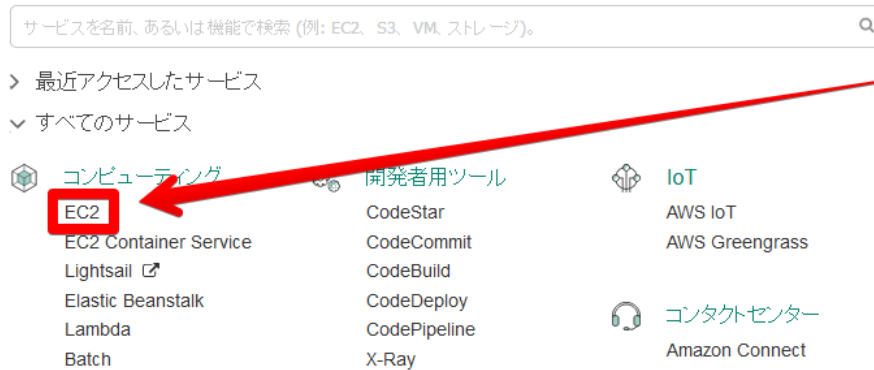 サービスを名前、あるいは機能で検索 (例: EC2、S3、VM、ストレージ)。
最近アクセスしたサービス
すべてのサービス
コンピューティング
EC2
EC2 Container Service
Lightsail
Elastic Beanstalk
Lambda
Batch
開発者用ツール
CodeStar
CodeCommit
CodeBuild
CodeDeploy
CodePipeline
X-Ray
IoT
AWS IoT
AWS Greengrass
コンタクトセンター
Amazon Connect